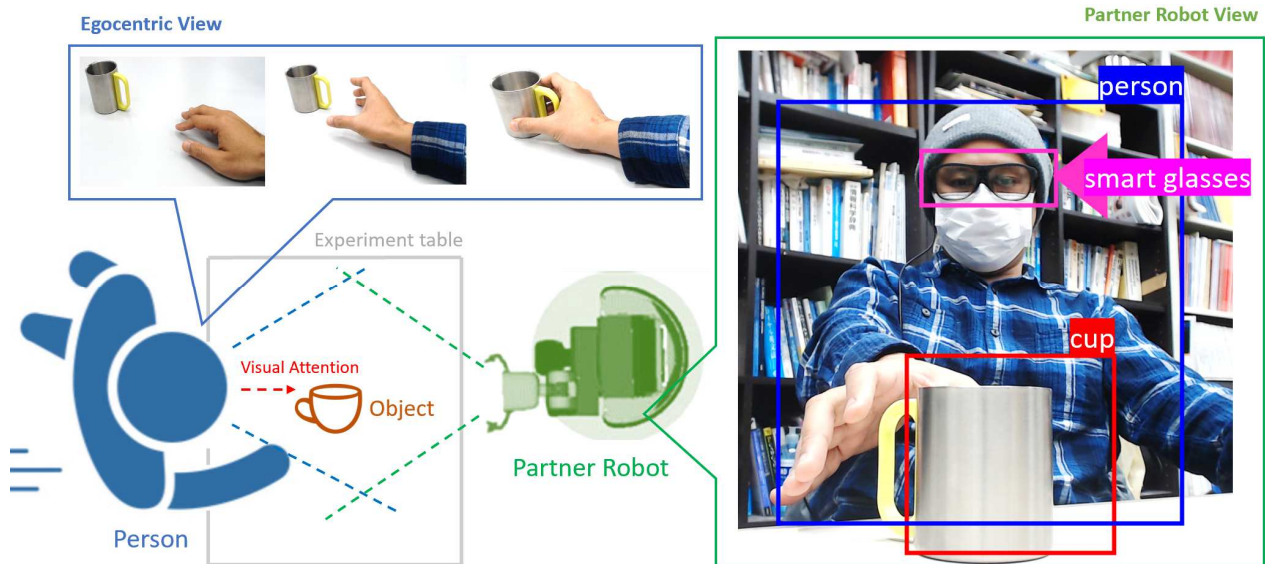 Egocentric View
Partner Robot View
person
smart glasses
Experiment table
cup
Visual Attention
Object
Partner Robot
Person